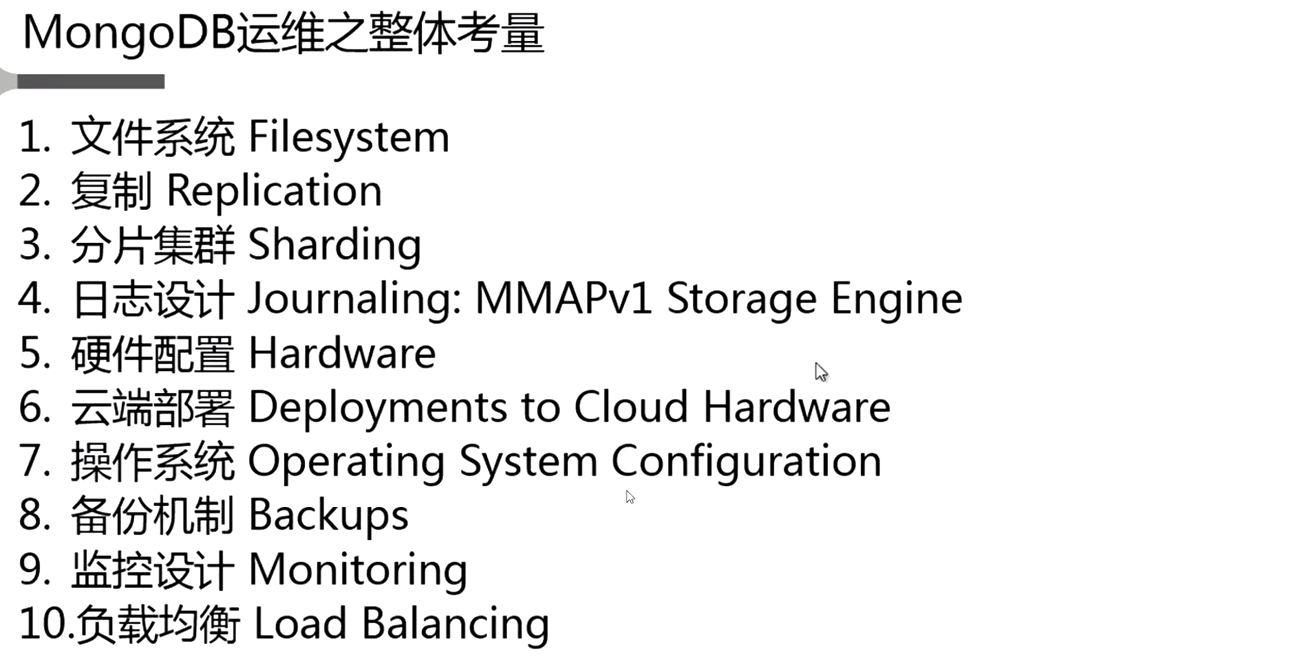 MongoDB运维之整体考量
1. 文件系统 Filesystem
2. 复制 Replication
3. 分片集群 Sharding
4. 日志设计 Journaling: MMAPv1 Storage Engine
5. 硬件配置 Hardware
6. 云端部署 Deployments to Cloud Hardware
7. 操作系统 Operating System Configuration
8. 备份机制 Backups
9. 监控设计 Monitoring
10.负载均衡 Load Balancing